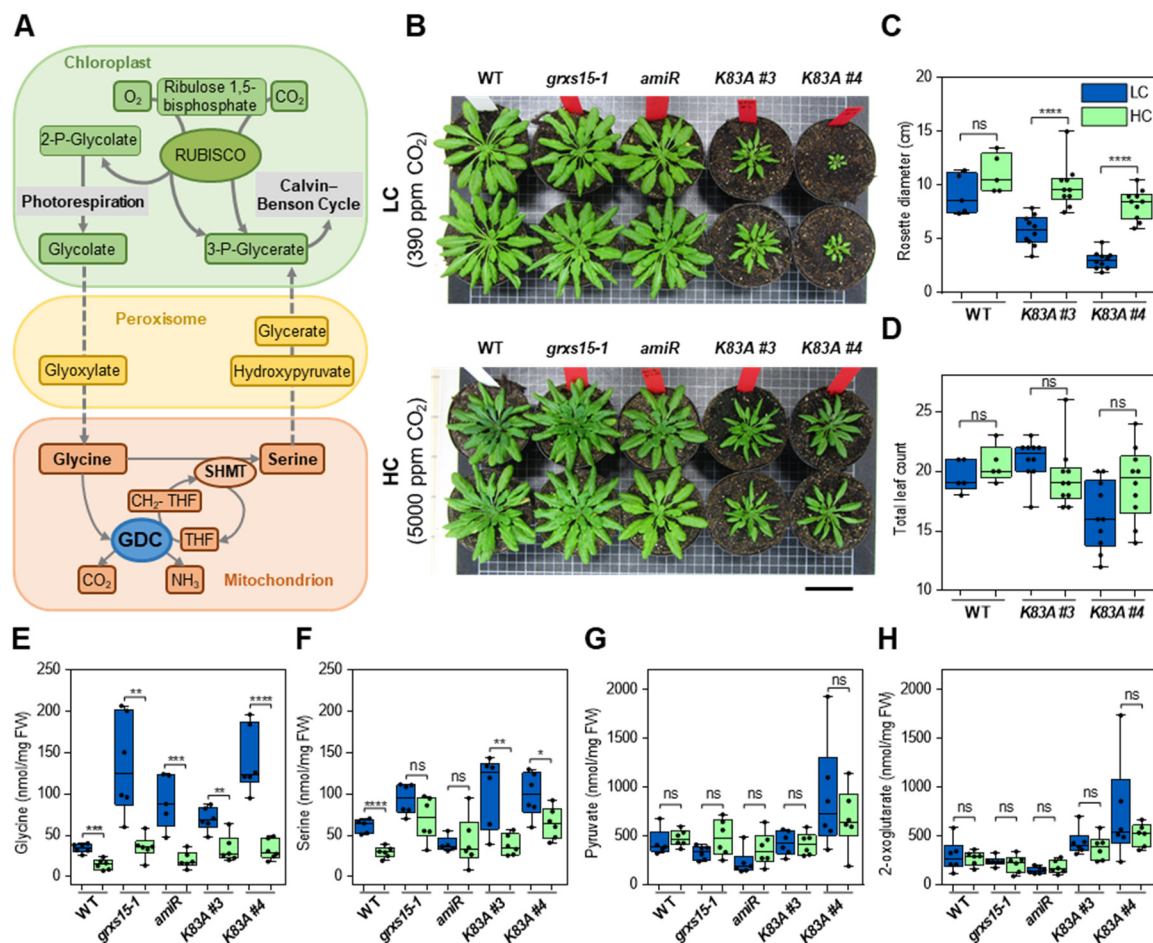 A
Chloroplast
O2
Ribulose 1,5-
bisphosphate
CO2
2-P-Glycolate
RUBISCO
Photorespiration
Calvin–
Benson Cycle
Glycolate
3-P-Glycerate
Peroxisome
Glycerate
Glyoxylate
Hydroxypyruvate
Glycine
Serine
SHMT
CH2- THF
GDC
THF
CO2
NH3
Mitochondrion
B
WT grxs15-1 amiR K83A #3 K83A #4
LC
(390 ppm CO2)
WT grxs15-1 amiR K83A #3 K83A #4
HC
(5000 ppm CO2)
C
Rosette diameter (cm)
20
15
10
5
0
LC
HC
ns
****
****
WT K83A #3 K83A #4
D
Total leaf count
25
20
15
10
ns
ns
ns
WT K83A #3 K83A #4
E
Glycine (nmol/mg FW)
250
200
150
100
50
0
*** ** *** ** ****
WT grxs15-1 amiR K83A #3 K83A #4
F
Serine (nmol/mg FW)
250
200
150
100
50
0
**** ns ns ** *
WT grxs15-1 amiR K83A #3 K83A #4
G
Pyruvate (nmol/mg FW)
2000
1500
1000
500
0
ns ns ns ns ns
WT grxs15-1 amiR K83A #3 K83A #4
H
2-oxoglutarate (nmol/mg FW)
2000
1500
1000
500
0
ns ns ns ns ns
WT grxs15-1 amiR K83A #3 K83A #4